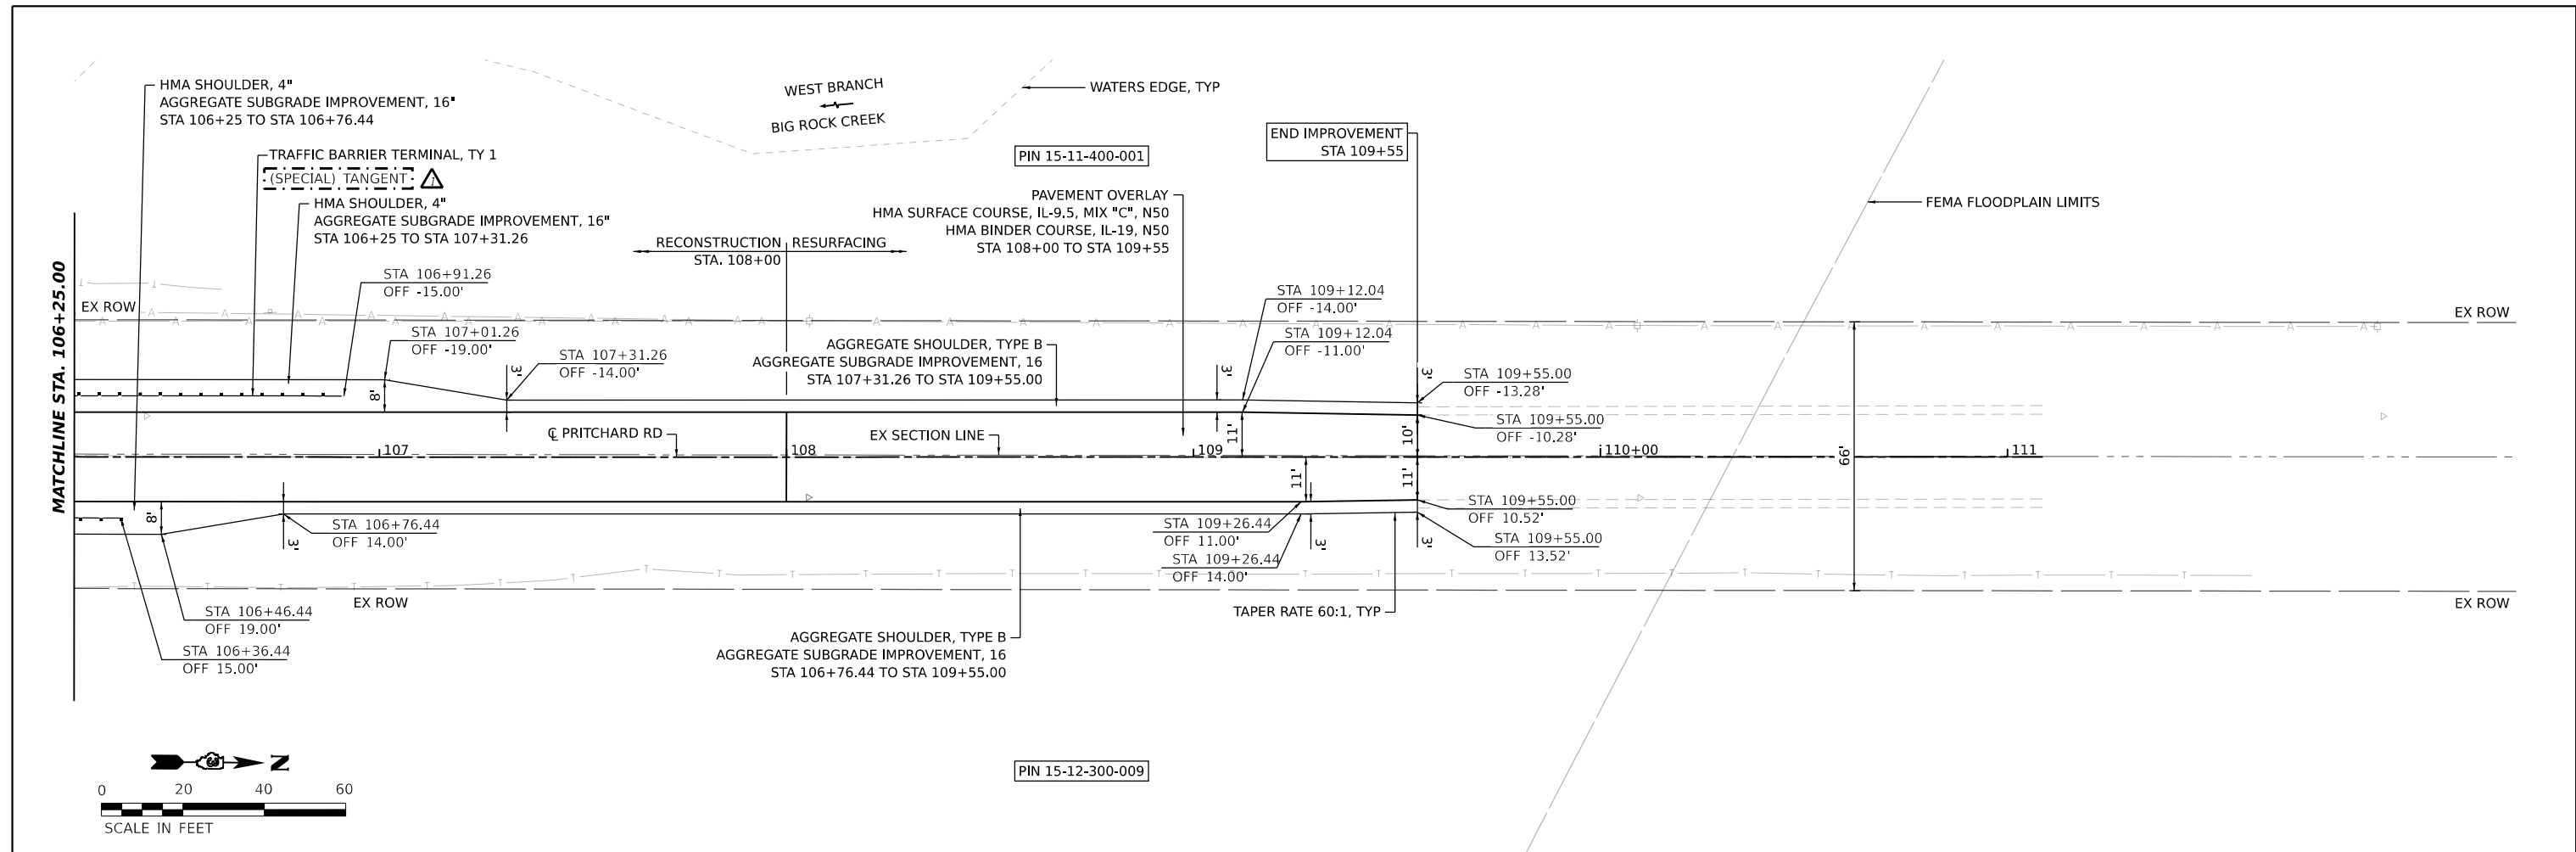 HMA SHOULDER, 4"
AGGREGATE SUBGRADE IMPROVEMENT, 16"
STA 106+25 TO STA 106+76.44
WEST BRANCH
BIG ROCK CREEK
WATERS EDGE, TYP
END IMPROVEMENT
STA 109+55
PIN 15-11-400-001
TRAFFIC BARRIER TERMINAL, TY 1
(SPECIAL) TANGENT
1
HMA SHOULDER, 4"
AGGREGATE SUBGRADE IMPROVEMENT, 16"
STA 106+25 TO STA 107+31.26
PAVEMENT OVERLAY
HMA SURFACE COURSE, IL-9.5, MIX "C", N50
HMA BINDER COURSE, IL-19, N50
STA 108+00 TO STA 109+55
FEMA FLOODPLAIN LIMITS
RECONSTRUCTION
RESURFACING
STA. 108+00
MATCHLINE STA. 106+25.00
STA 106+91.26
OFF -15.00'
STA 109+12.04
OFF -14.00'
EX ROW
EX ROW
STA 107+01.26
OFF -19.00'
STA 109+12.04
OFF -11.00'
AGGREGATE SHOULDER, TYPE B
AGGREGATE SUBGRADE IMPROVEMENT, 16
STA 107+31.26 TO STA 109+55.00
STA 107+31.26
OFF -14.00'
STA 109+55.00
OFF -13.28'
8'
3'
3'
3'
STA 109+55.00
OFF -10.28'
℄ PRITCHARD RD
EX SECTION LINE
11'
10'
107
108
109
110+00
111
66'
11'
11'
8'
STA 106+76.44
OFF 14.00'
3'
STA 109+26.44
OFF 11.00'
STA 109+26.44
OFF 14.00'
3'
3'
STA 109+55.00
OFF 10.52'
STA 109+55.00
OFF 13.52'
EX ROW
EX ROW
STA 106+46.44
OFF 19.00'
STA 106+36.44
OFF 15.00'
TAPER RATE 60:1, TYP
AGGREGATE SHOULDER, TYPE B
AGGREGATE SUBGRADE IMPROVEMENT, 16
STA 106+76.44 TO STA 109+55.00
N
PIN 15-12-300-009
0 20 40 60
SCALE IN FEET